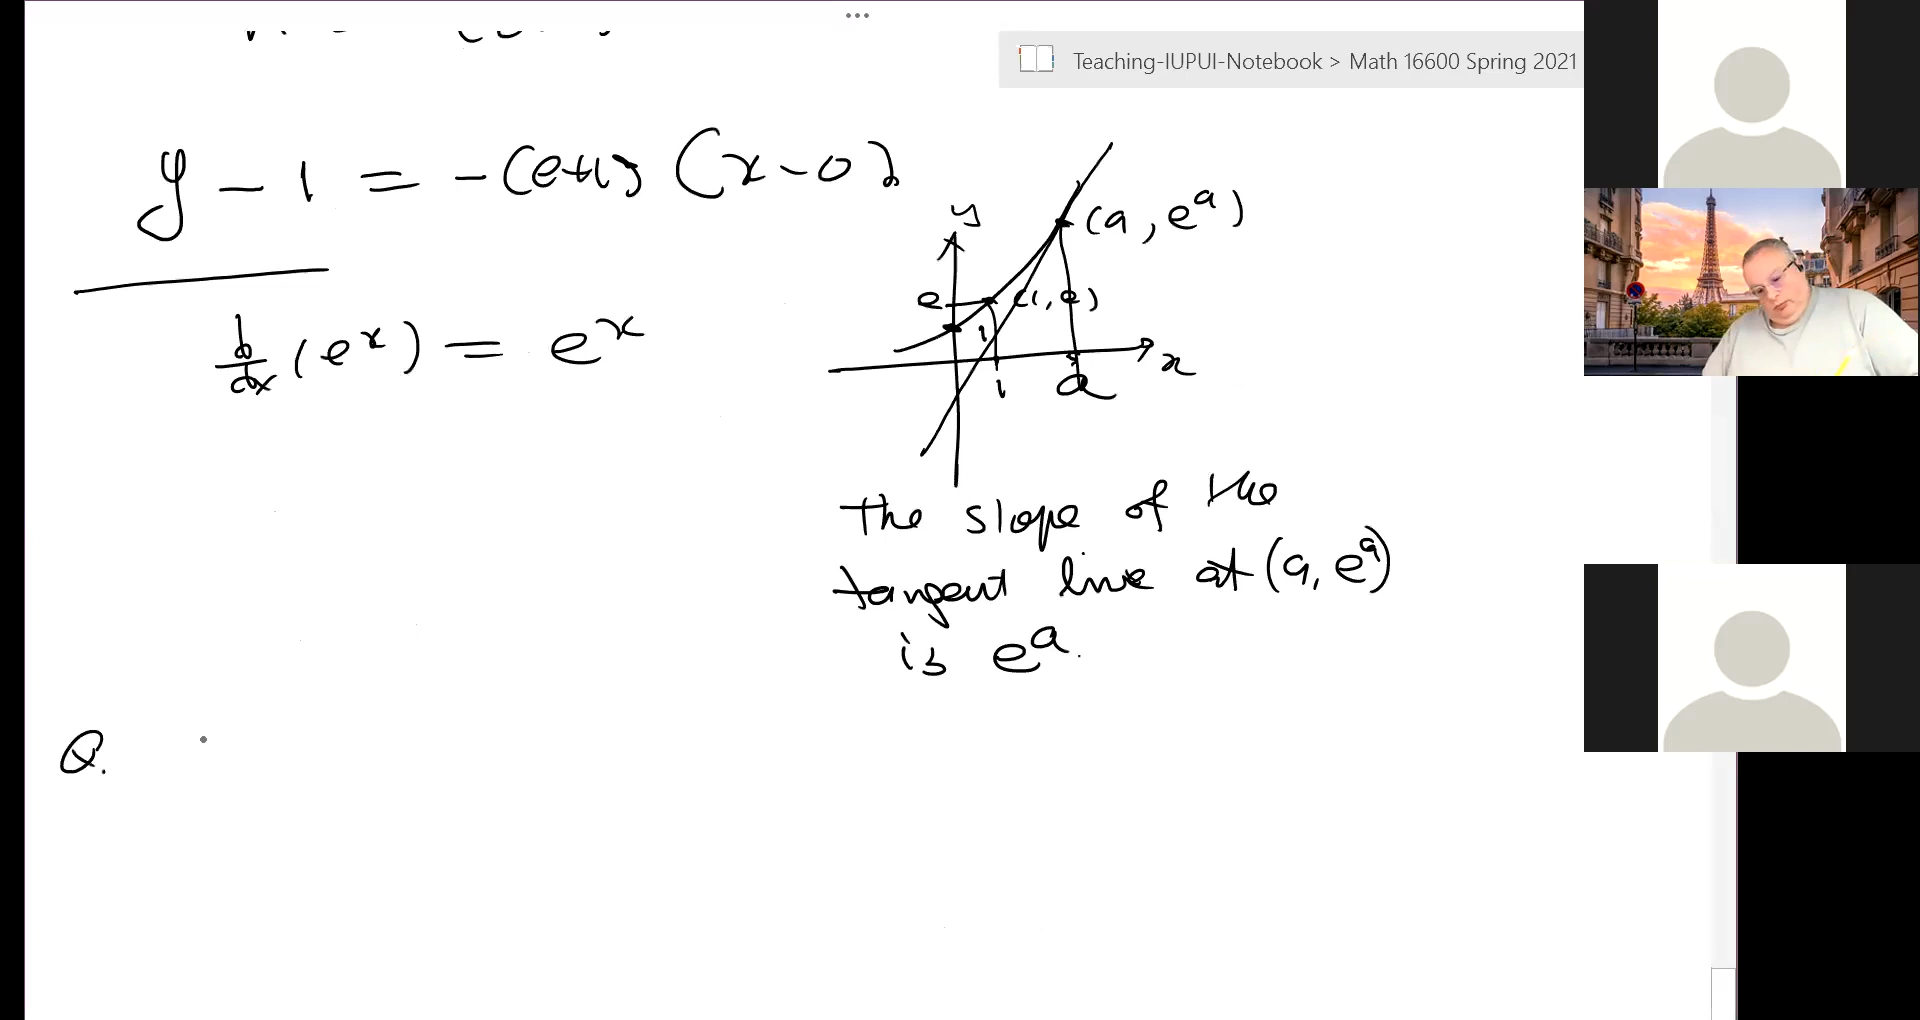 Teaching-IUPUI-Notebook > Math 16600 Spring 2021
y - 1 = -(e+1) (x-0)
d/dx (e^x) = e^x
y
(a, e^a)
e
(1, e)
1
x
1
a
the slope of the
tangent line at (a, e^a)
is e^a.
Q.